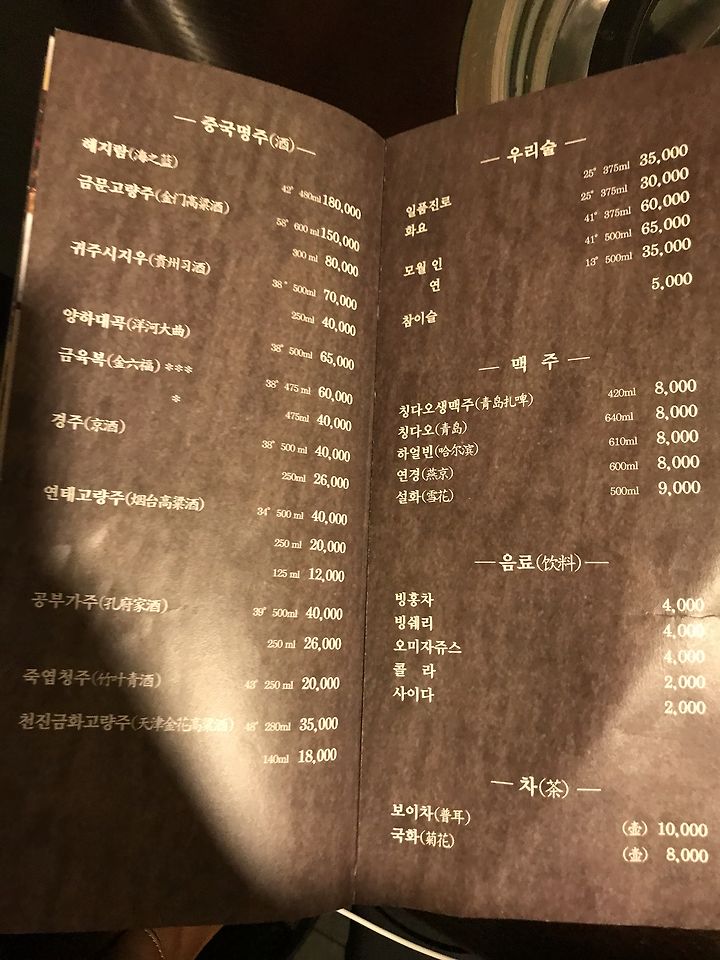 중국명주(酒)
해지람(海之蓝) 42° 480ml 180,000
금문고량주(金门高粱酒) 58° 600 ml 150,000
300 ml 80,000
귀주시지우(貴州习酒) 38° 500ml 70,000
250ml 40,000
양하대곡(洋河大曲) 38° 500ml 65,000
금육복(金六福) *** 38° 475 ml 60,000
* 475ml 40,000
경주(京酒) 38° 500 ml 40,000
250ml 26,000
연태고량주(烟台高粱酒) 34° 500 ml 40,000
250 ml 20,000
125 ml 12,000
공부가주(孔府家酒) 39° 500ml 40,000
250 ml 26,000
죽엽청주(竹叶青酒) 43° 250 ml 20,000
천진금화고량주(天津金花高粱酒) 48° 280ml 35,000
140ml 18,000
우리술
일품진로 25° 375ml 35,000
화요 25° 375ml 30,000
41° 375ml 60,000
모월 인 41° 500ml 65,000
연 13° 500ml 35,000
참이슬 5,000
맥 주
칭다오생맥주(青岛扎啤) 420ml 8,000
칭다오(青岛) 640ml 8,000
하얼빈(哈尔滨) 610ml 8,000
연경(燕京) 600ml 8,000
설화(雪花) 500ml 9,000
음료(饮料)
빙홍차 4,000
빙쉐리 4,000
오미자쥬스 4,000
콜 라 2,000
사이다 2,000
차(茶)
보이차(普耳) (壶) 10,000
국화(菊花) (壶) 8,000